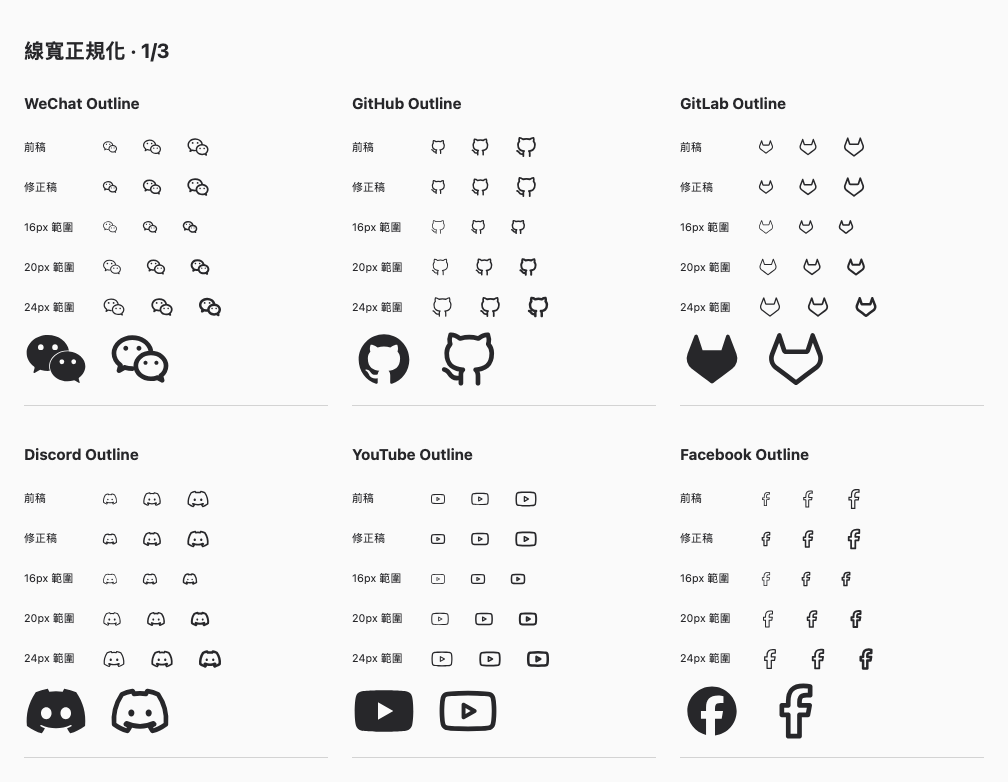 線寬正規化 · 1/3
WeChat Outline
前稿
修正稿
16px 範圍
20px 範圍
24px 範圍
GitHub Outline
前稿
修正稿
16px 範圍
20px 範圍
24px 範圍
GitLab Outline
前稿
修正稿
16px 範圍
20px 範圍
24px 範圍
Discord Outline
前稿
修正稿
16px 範圍
20px 範圍
24px 範圍
YouTube Outline
前稿
修正稿
16px 範圍
20px 範圍
24px 範圍
Facebook Outline
前稿
修正稿
16px 範圍
20px 範圍
24px 範圍